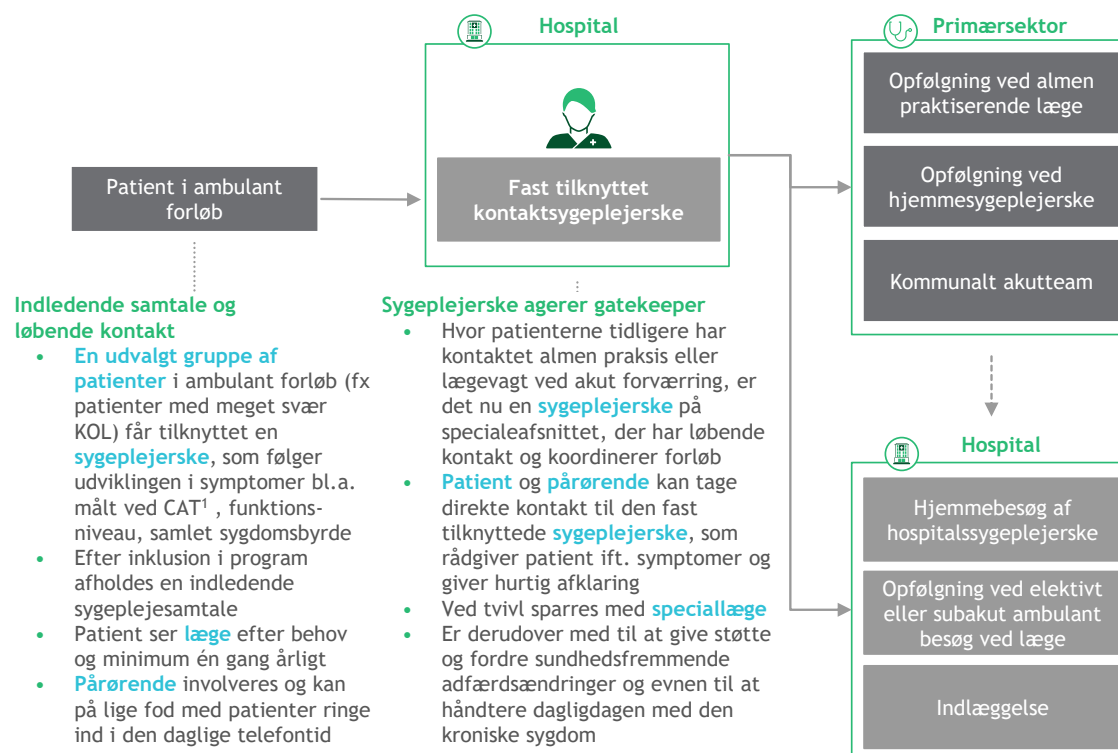 Hospital
Fast tilknyttet
kontaktsygeplejerske
Patient i ambulant
forløb
Primærsektor
Opfølgning ved almen
praktiserende læge
Opfølgning ved
hjemmesygeplejerske
Kommunalt akutteam
Indledende samtale og
løbende kontakt
• En udvalgt gruppe af
patienter i ambulant forløb (fx
patienter med meget svær
KOL) får tilknyttet en
sygeplejerske, som følger
udviklingen i symptomer bl.a.
målt ved CAT¹ , funktions-
niveau, samlet sygdomsbyrde
• Efter inklusion i program
afholdes en indledende
sygeplejesamtale
• Patient ser læge efter behov
og minimum én gang årligt
• Pårørende involveres og kan
på lige fod med patienter ringe
ind i den daglige telefontid
Sygeplejerske agerer gatekeeper
• Hvor patienterne tidligere har
kontaktet almen praksis eller
lægevagt ved akut forværring, er
det nu en sygeplejerske på
specialeafsnittet, der har løbende
kontakt og koordinerer forløb
• Patient og pårørende kan tage
direkte kontakt til den fast
tilknyttede sygeplejerske, som
rådgiver patient ift. symptomer og
giver hurtig afklaring
• Ved tvivl sparres med speciallæge
• Er derudover med til at give støtte
og fordre sundhedsfremmende
adfærdsændringer og evnen til at
håndtere dagligdagen med den
kroniske sygdom
Hospital
Hjemmebesøg af
hospitalssygeplejerske
Opfølgning ved elektivt
eller subakut ambulant
besøg ved læge
Indlæggelse